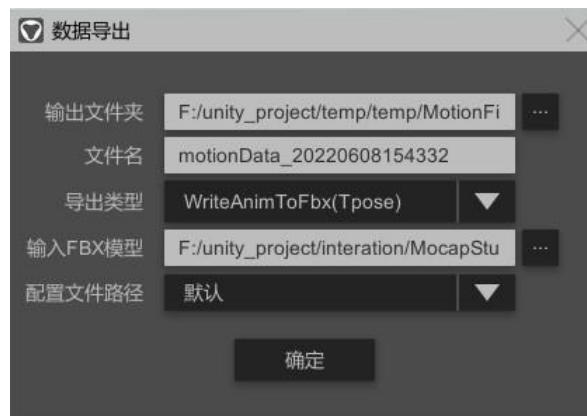 数据导出
输出文件夹 F:/unity_project/temp/temp/MotionFi ...
文件名 motionData_20220608154332
导出类型 WriteAnimToFbx(Tpose)
输入FBX模型 F:/unity_project/interation/MocapStu ...
配置文件路径 默认
确定